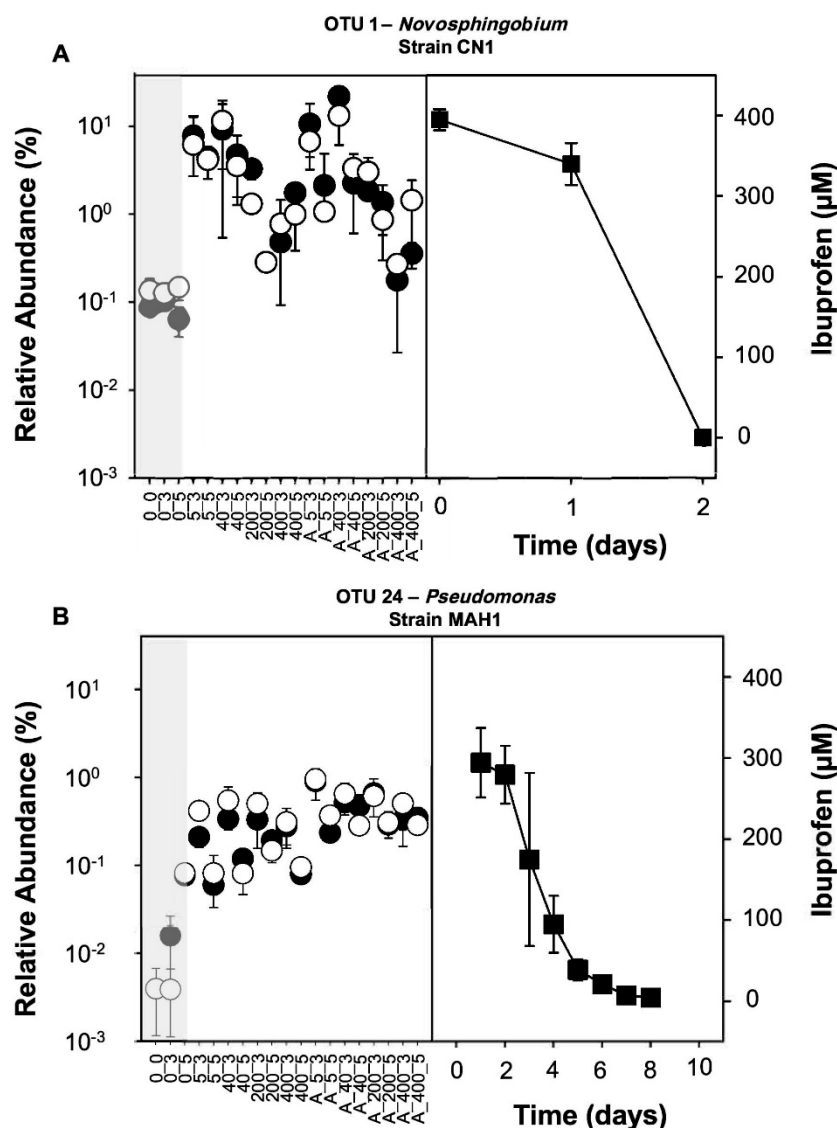 OTU 1– Novosphingobium
Strain CN1
A
Relative Abundance (%)
10¹
10⁰
10⁻¹
10⁻²
10⁻³
0_0
0_3
0_5
5_3
5_5
40_3
40_5
200_3
200_5
400_3
400_5
A_5_3
A_5_5
A_40_3
A_40_5
A_200_3
A_200_5
A_400_3
A_400_5
400
300
200
100
0
Ibuprofen (µM)
0 1 2
Time (days)
OTU 24 – Pseudomonas
Strain MAH1
B
Relative Abundance (%)
10¹
10⁰
10⁻¹
10⁻²
10⁻³
0_0
0_3
0_5
5_3
5_5
40_3
40_5
200_3
200_5
400_3
400_5
A_5_3
A_5_5
A_40_3
A_40_5
A_200_3
A_200_5
A_400_3
A_400_5
400
300
200
100
0
Ibuprofen (µM)
0 2 4 6 8 10
Time (days)